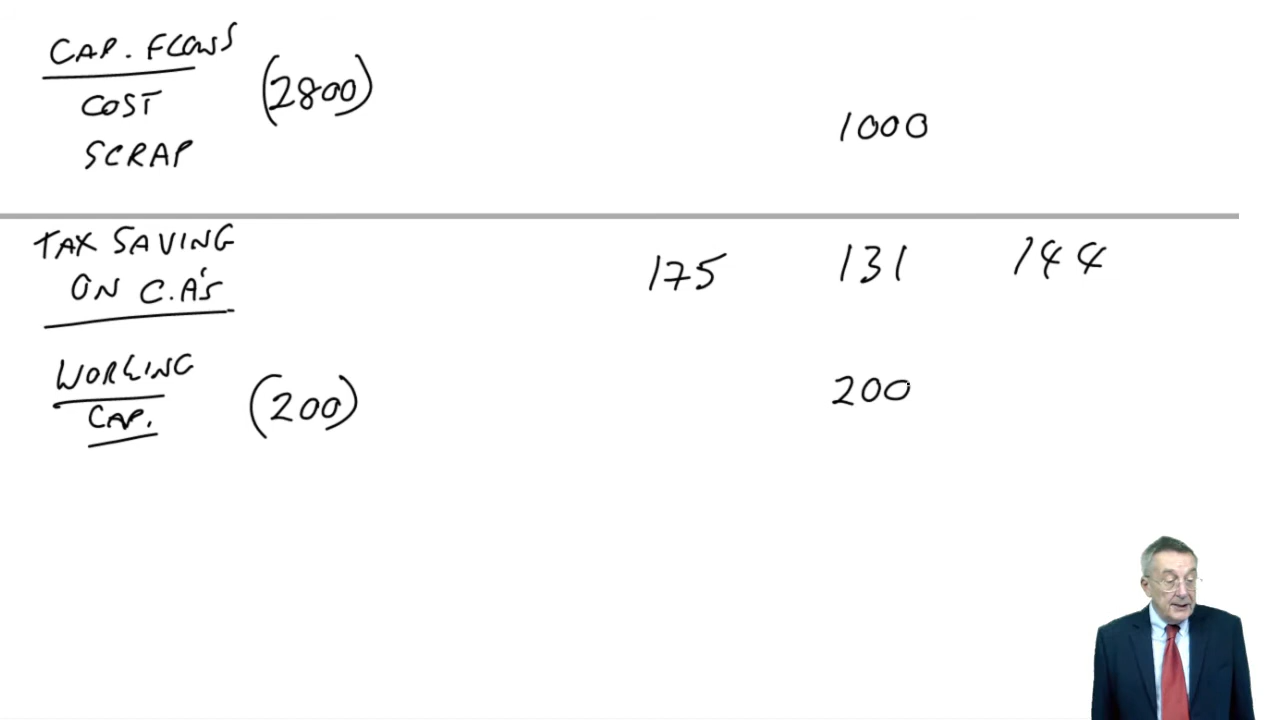 CAP. FLOWS
COST (2800)
SCRAP 1000
TAX SAVING
ON C.A's 175 131 144
WORKING
CAP. (200) 200